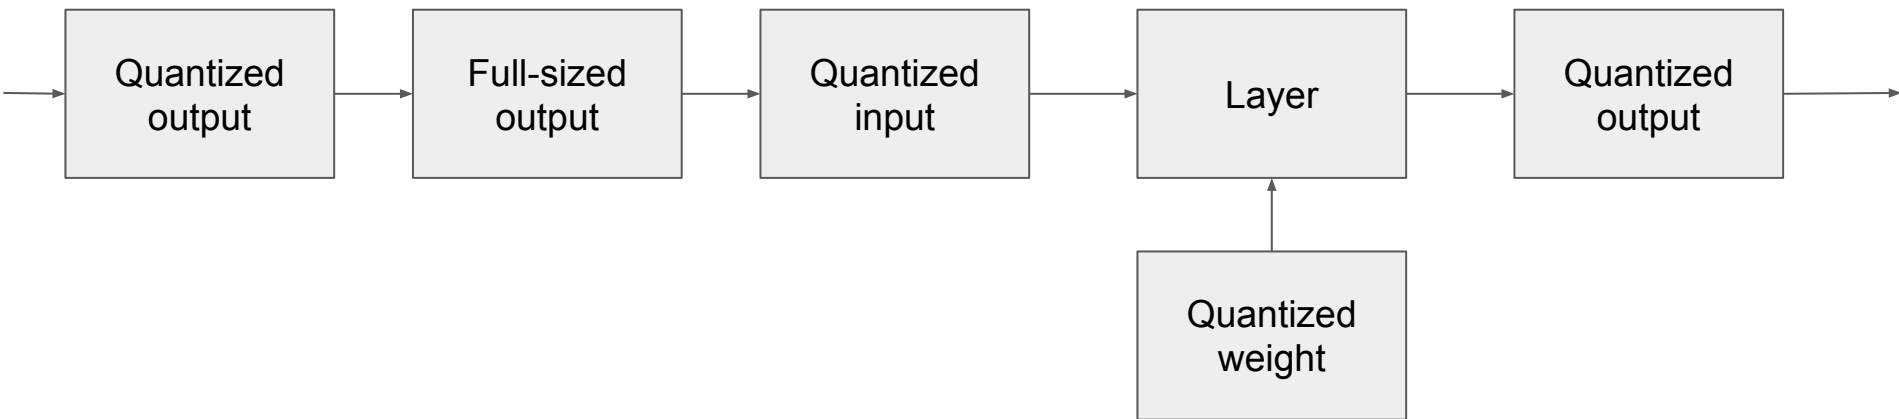 Quantized
output
Full-sized
output
Quantized
input
Layer
Quantized
output
Quantized
weight